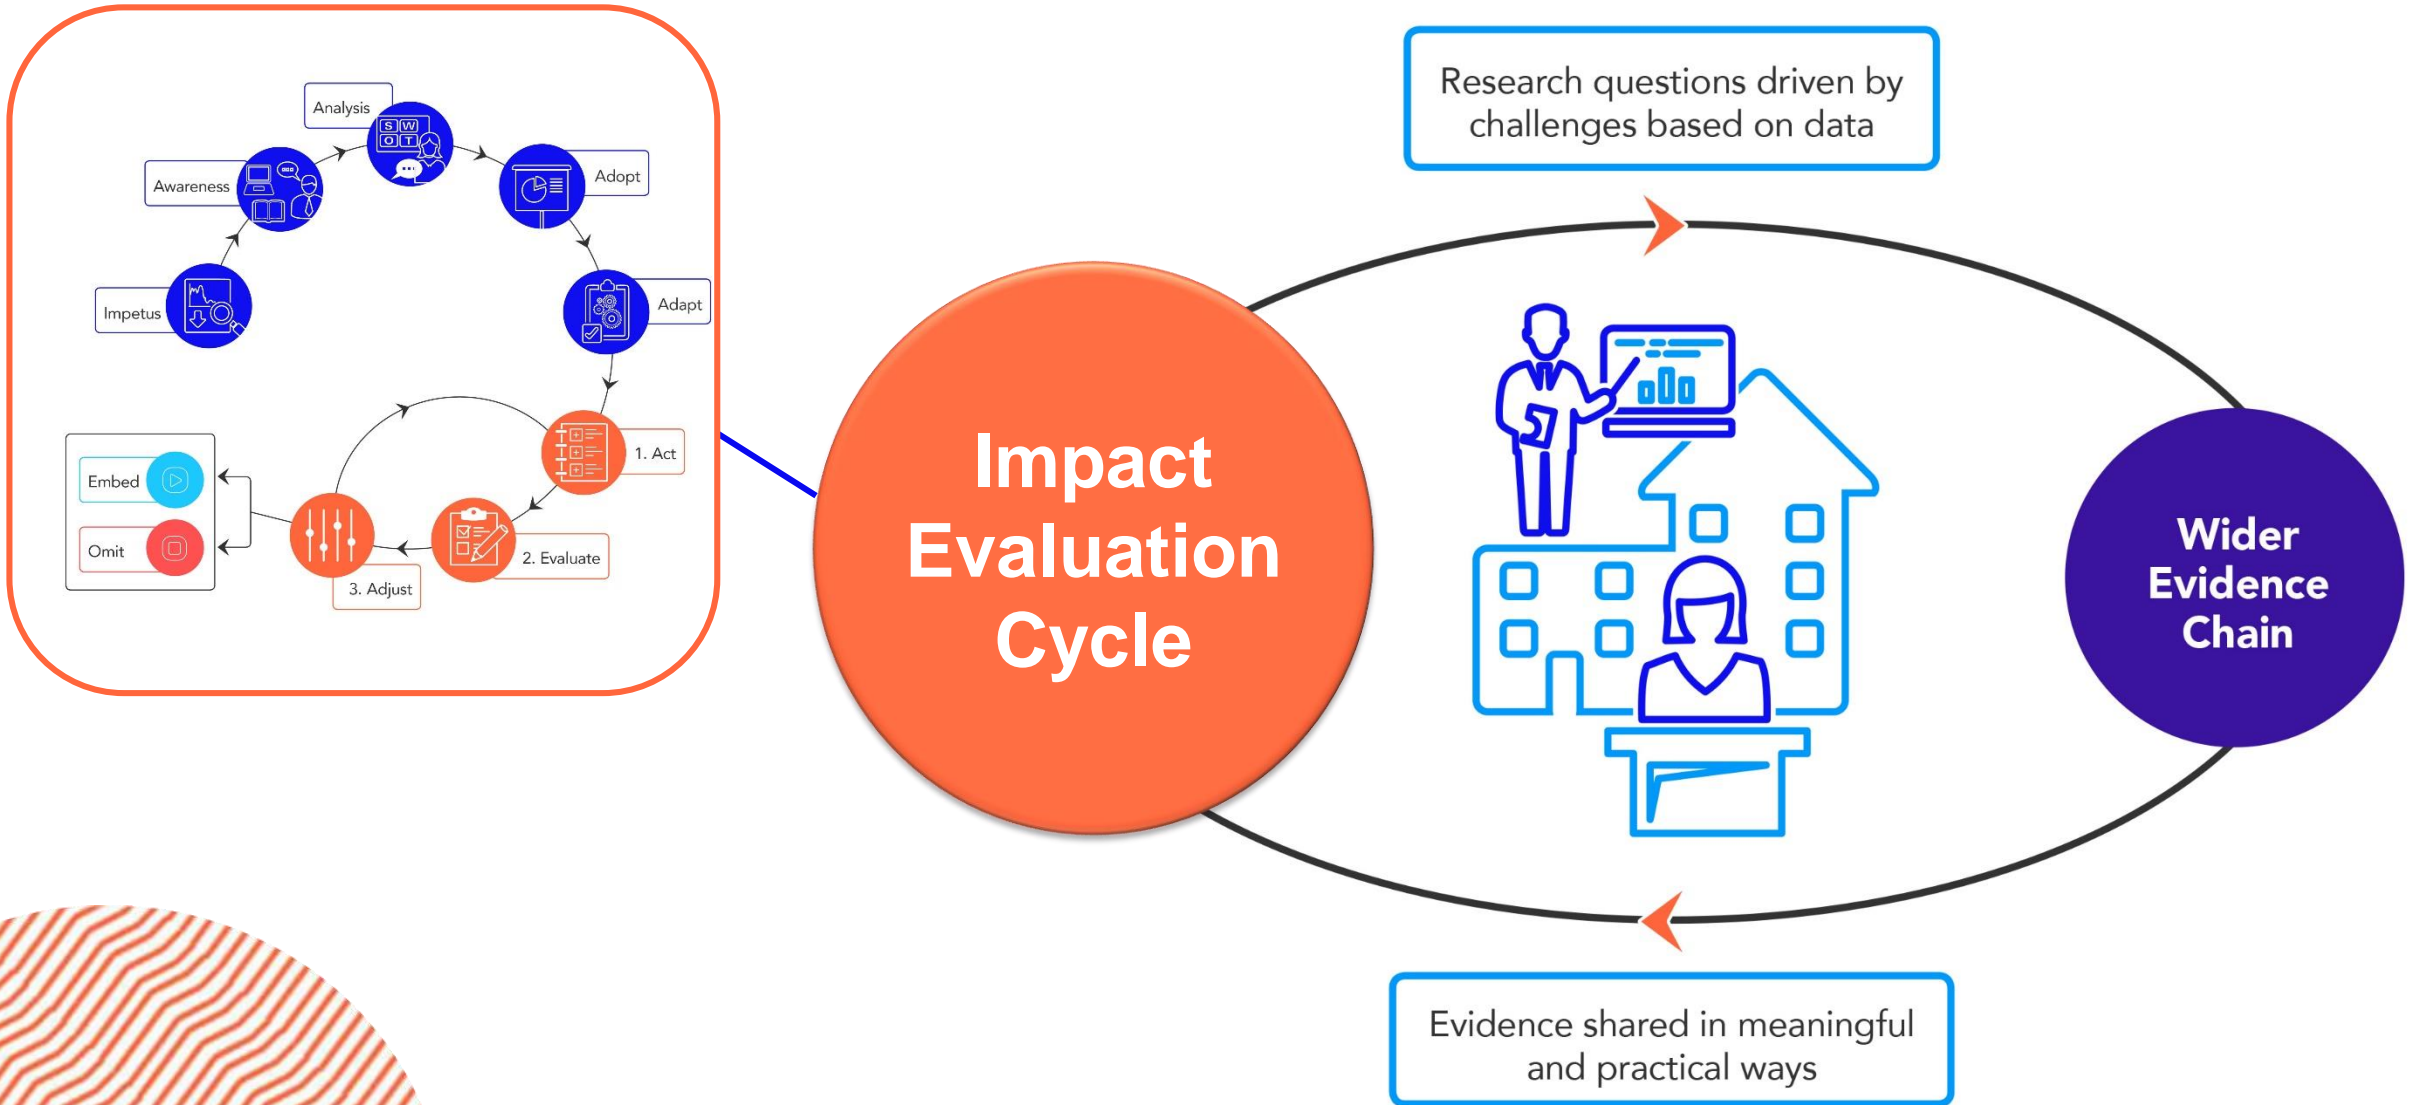 Analysis
Awareness
Adopt
Impetus
Adapt
1. Act
2. Evaluate
3. Adjust
Embed
Omit
S W
O T
Impact
Evaluation
Cycle
Research questions driven by
challenges based on data
Wider
Evidence
Chain
Evidence shared in meaningful
and practical ways